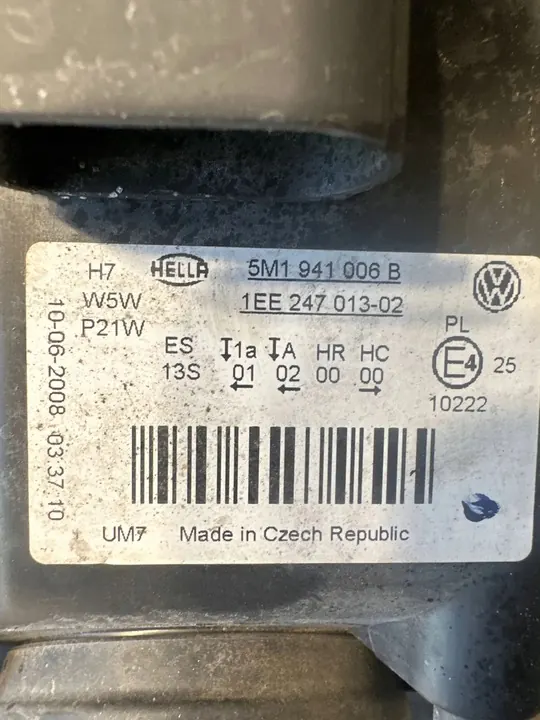 H7 HELLA 5M1 941 006 B
W5W 1EE 247 013-02
P21W PL
ES 1a A HR HC E4 25
13S 01 02 00 00
10222
10-06-2008 03:37:10
UM7 Made in Czech Republic